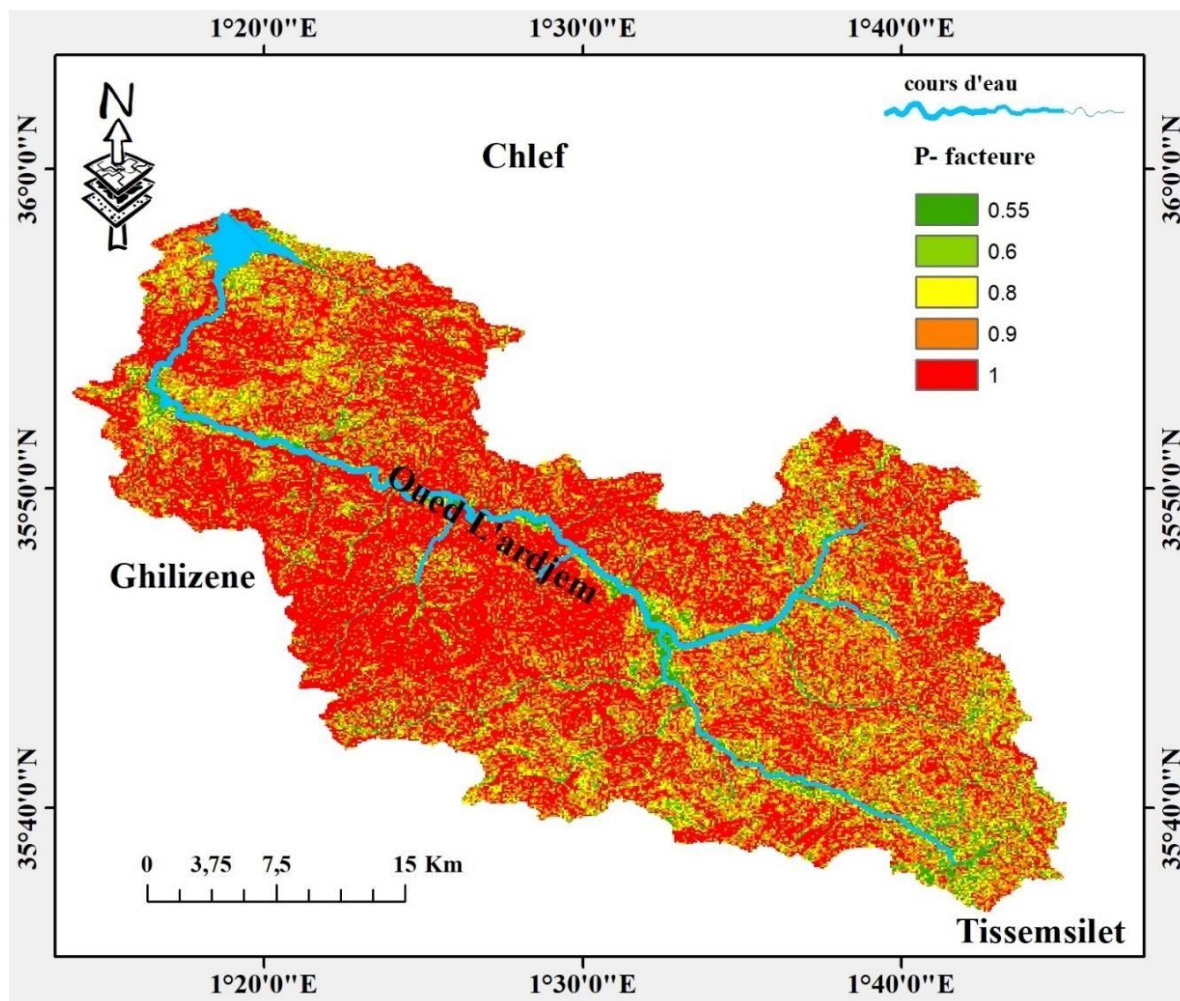 1°20'0"E
1°30'0"E
1°40'0"E
N
cours d'eau
36°0'0"N
Chlef
P- facteure
36°0'0"N
0.55
0.6
0.8
0.9
1
35°50'0"N
Oued L'ardjem
35°50'0"N
Ghilizene
35°40'0"N
35°40'0"N
0 3,75 7,5 15 Km
Tissemsilet
1°20'0"E
1°30'0"E
1°40'0"E